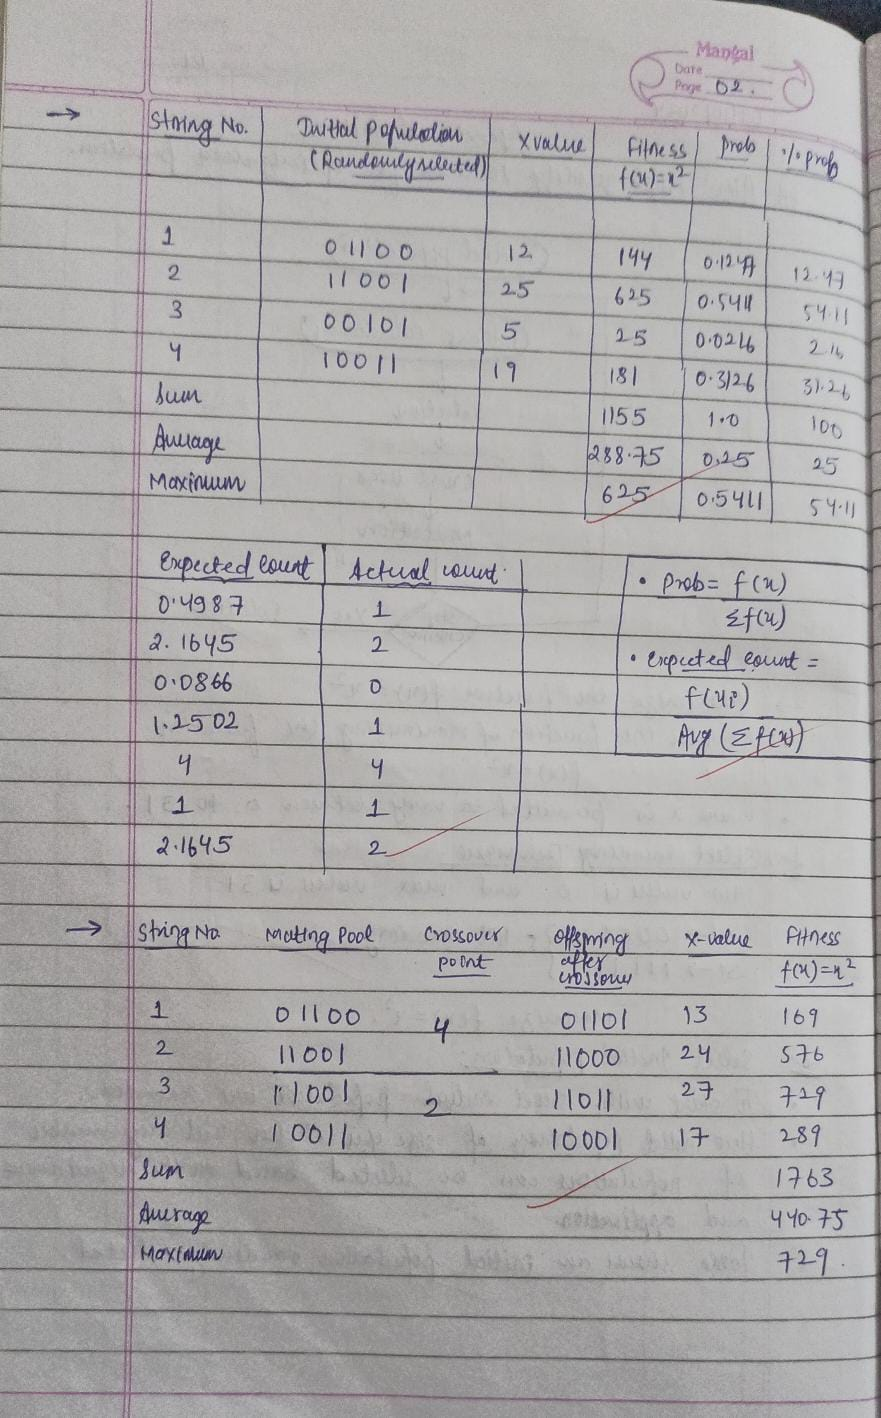 Mangal
Date
Page 02.
→ String No. Initial population X value Fitness Prob % prob
(Randomly selected) f(x)=x²
1 01100 12 144 0.1247 12.47
2 11001 25 625 0.5411 54.11
3 00101 5 25 0.0216 2.16
4 10011 19 181 0.3126 31.26
Sum 1155 1.0 100
Average 288.75 0.25 25
Maximum 625 0.5411 54.11
Expected count Actual count.
0.4987 1
2.1645 2
0.0866 0
1.2502 1
4 4
1 1
2.1645 2
• Prob = f(x)
Σf(x)
• expected count =
f(xi)
Avg (Σf(x))
→ String No Mating Pool Crossover point Offspring after crossover X-value Fitness
f(x)=x²
1 01100 4 01101 13 169
2 11001 11000 24 576
3 11001 2 11011 27 729
4 10011 10001 17 289
Sum 1763
Average 440.75
Maximum 729.